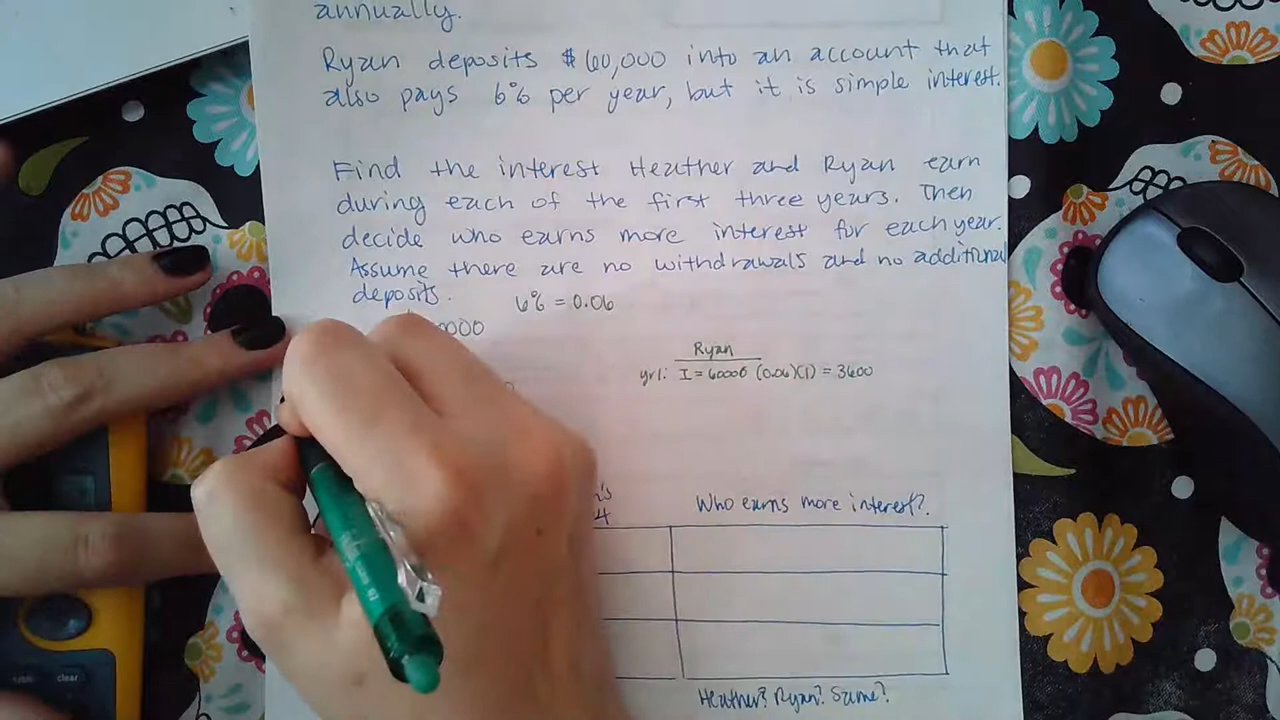 annually.
Ryan deposits $60,000 into an account that
also pays 6% per year, but it is simple interest.
Find the interest Heather and Ryan earn
during each of the first three years. Then
decide who earns more interest for each year.
Assume there are no withdrawals and no additional
deposits.
6% = 0.06
0000
Ryan
yr1: I = 60000 (0.06)(1) = 3600
Who earns more interest?
Heather? Ryan? Same?
clear